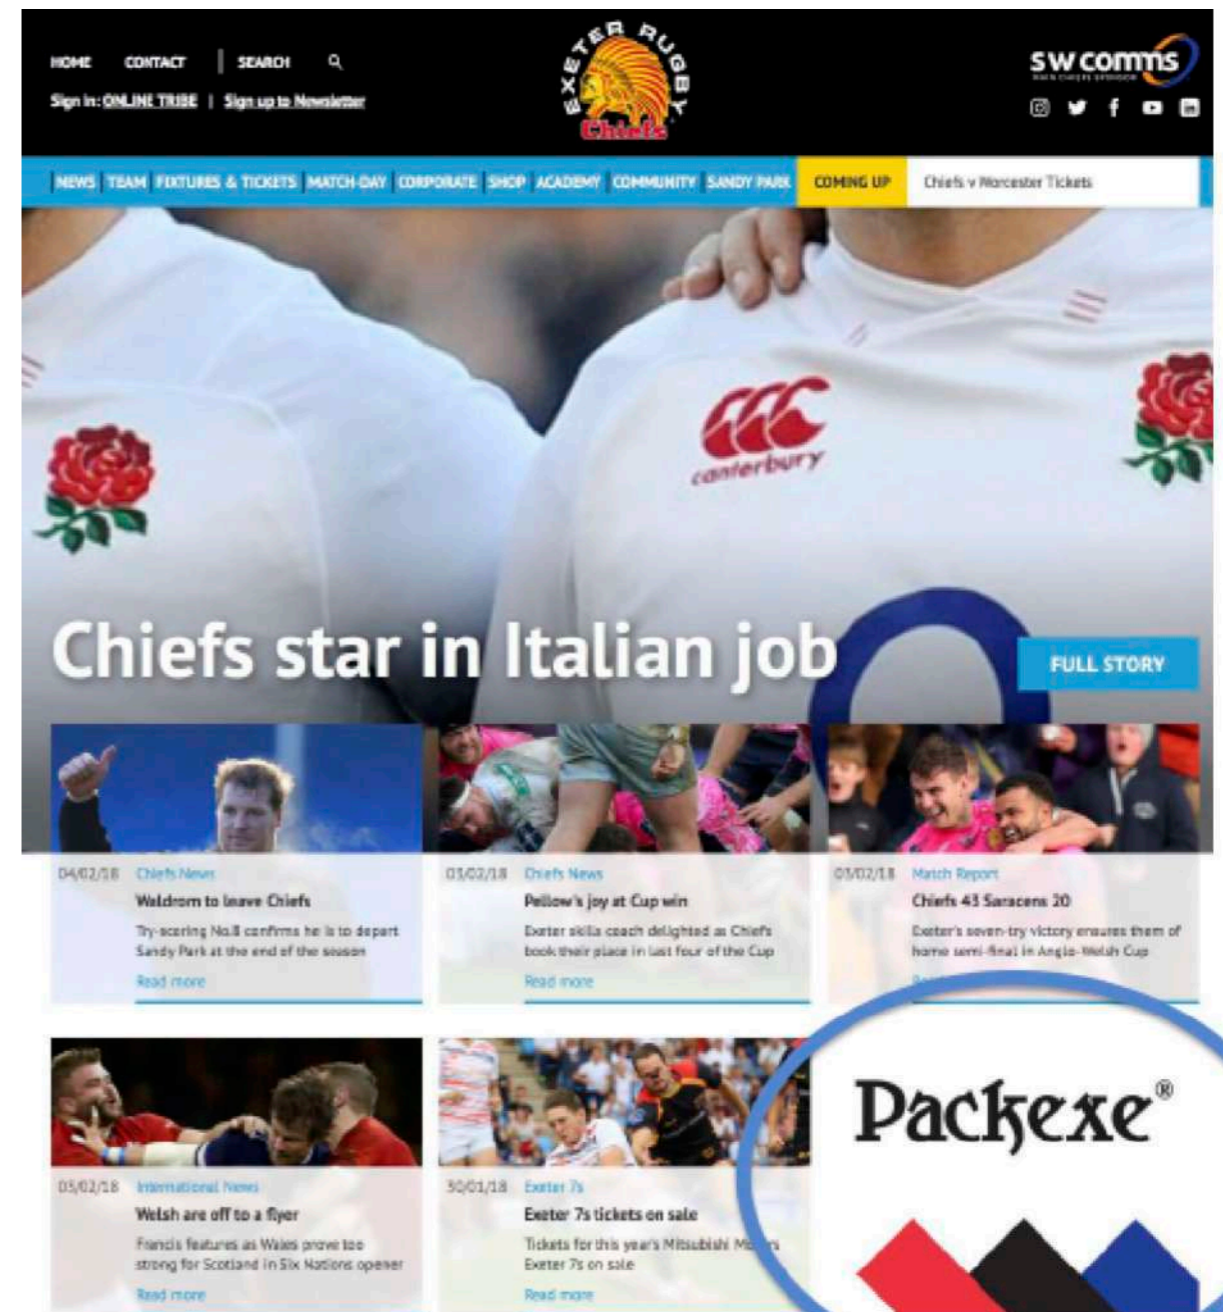 HOME CONTACT | SEARCH
Sign in: ONLINE TRIBE | Sign up to Newsletter
EXETER RUGBY
Chiefs
sw comms
MAIN CHIEFS SPONSOR
NEWS | TEAM | FIXTURES & TICKETS | MATCH-DAY | CORPORATE | SHOP | ACADEMY | COMMUNITY | SANDY PARK
COMING UP
Chiefs v Worcester Tickets
canterbury
Chiefs star in Italian job
FULL STORY
04/02/18 Chiefs News
Waldrom to leave Chiefs
Try-scoring No.8 confirms he is to depart
Sandy Park at the end of the season
Read more
03/02/18 Chiefs News
Pellow's joy at Cup win
Exeter skills coach delighted as Chiefs
book their place in last four of the Cup
Read more
03/02/18 Match Report
Chiefs 43 Saracens 20
Exeter's seven-try victory ensures them of
home semi-final in Anglo-Welsh Cup
03/02/18 International News
Welsh are off to a flyer
Francis features as Wales prove too
strong for Scotland in Six Nations opener
Read more
30/01/18 Exeter 7s
Exeter 7s tickets on sale
Tickets for this year's Mitsubishi
Exeter 7s on sale
Read more
Packexe®